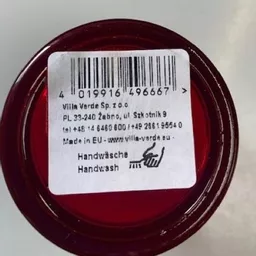 4 019916 496667 >
Villa Verde Sp. z o.o.
PL 33-240 Żabno, ul. Szkotnik 9
tel +48 14 6460 600 / +49 2661 9554 0
Made in EU - www.villa-verde.eu -
Handwäsche
Handwash